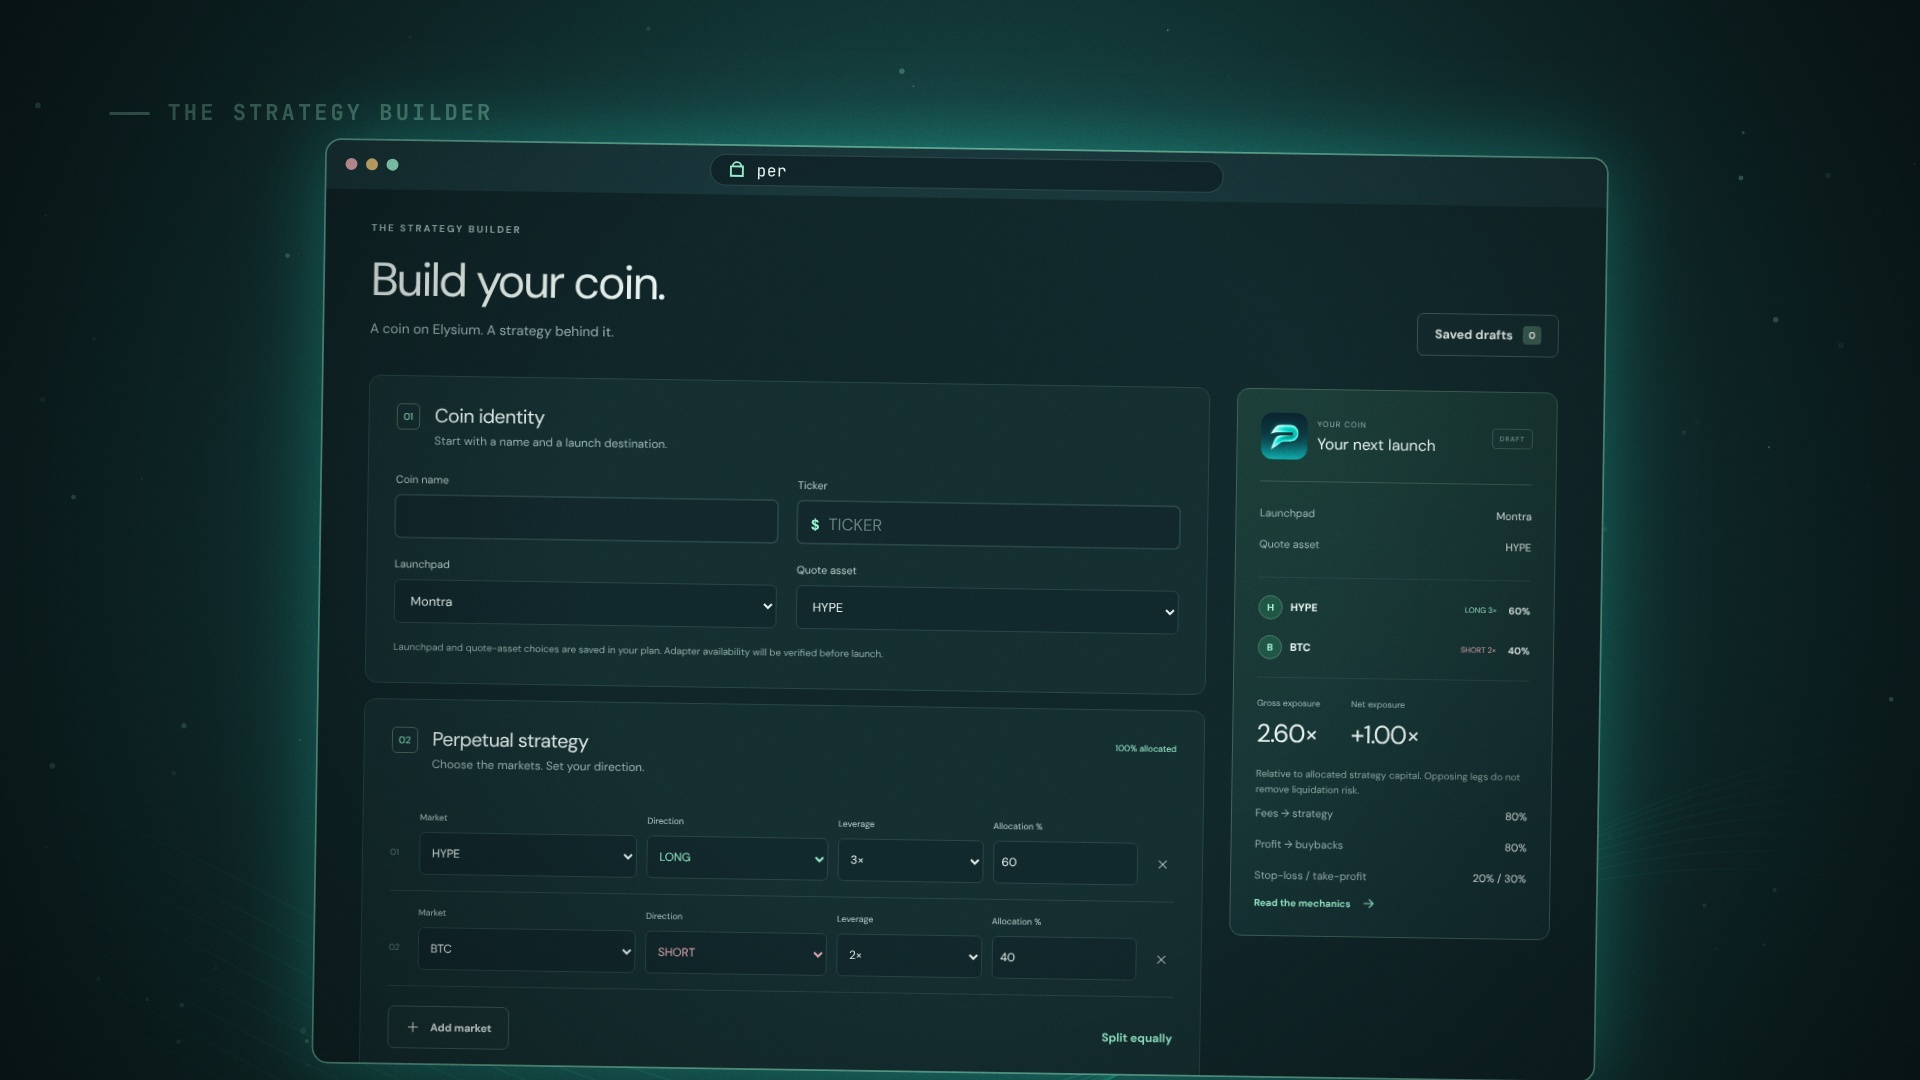 THE STRATEGY BUILDER
per
THE STRATEGY BUILDER
Build your coin.
A coin on Elysium. A strategy behind it.
Saved drafts 0
01 Coin identity
Start with a name and a launch destination.
Coin name
Ticker
$ TICKER
Launchpad
Quote asset
Montra
HYPE
Launchpad and quote-asset choices are saved in your plan. Adapter availability will be verified before launch.
02 Perpetual strategy
100% allocated
Choose the markets. Set your direction.
Market Direction Leverage Allocation %
01 HYPE LONG 3× 60 ×
Market Direction Leverage Allocation %
02 BTC SHORT 2× 40 ×
+ Add market
Split equally
YOUR COIN
Your next launch
DRAFT
Launchpad Montra
Quote asset HYPE
H HYPE LONG 3× 60%
B BTC SHORT 2× 40%
Gross exposure Net exposure
2.60× +1.00×
Relative to allocated strategy capital. Opposing legs do not
remove liquidation risk.
Fees → strategy 80%
Profit → buybacks 80%
Stop-loss / take-profit 20% / 30%
Read the mechanics →